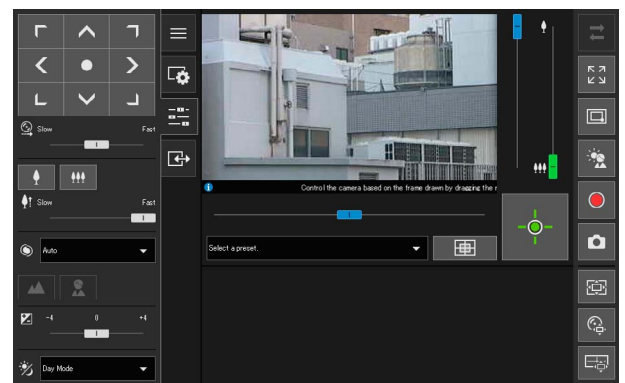 Slow Fast
Slow Fast
Auto
-4 0 +4
Day Mode
Control the camera based on the frame drawn by dragging the r
Select a preset.